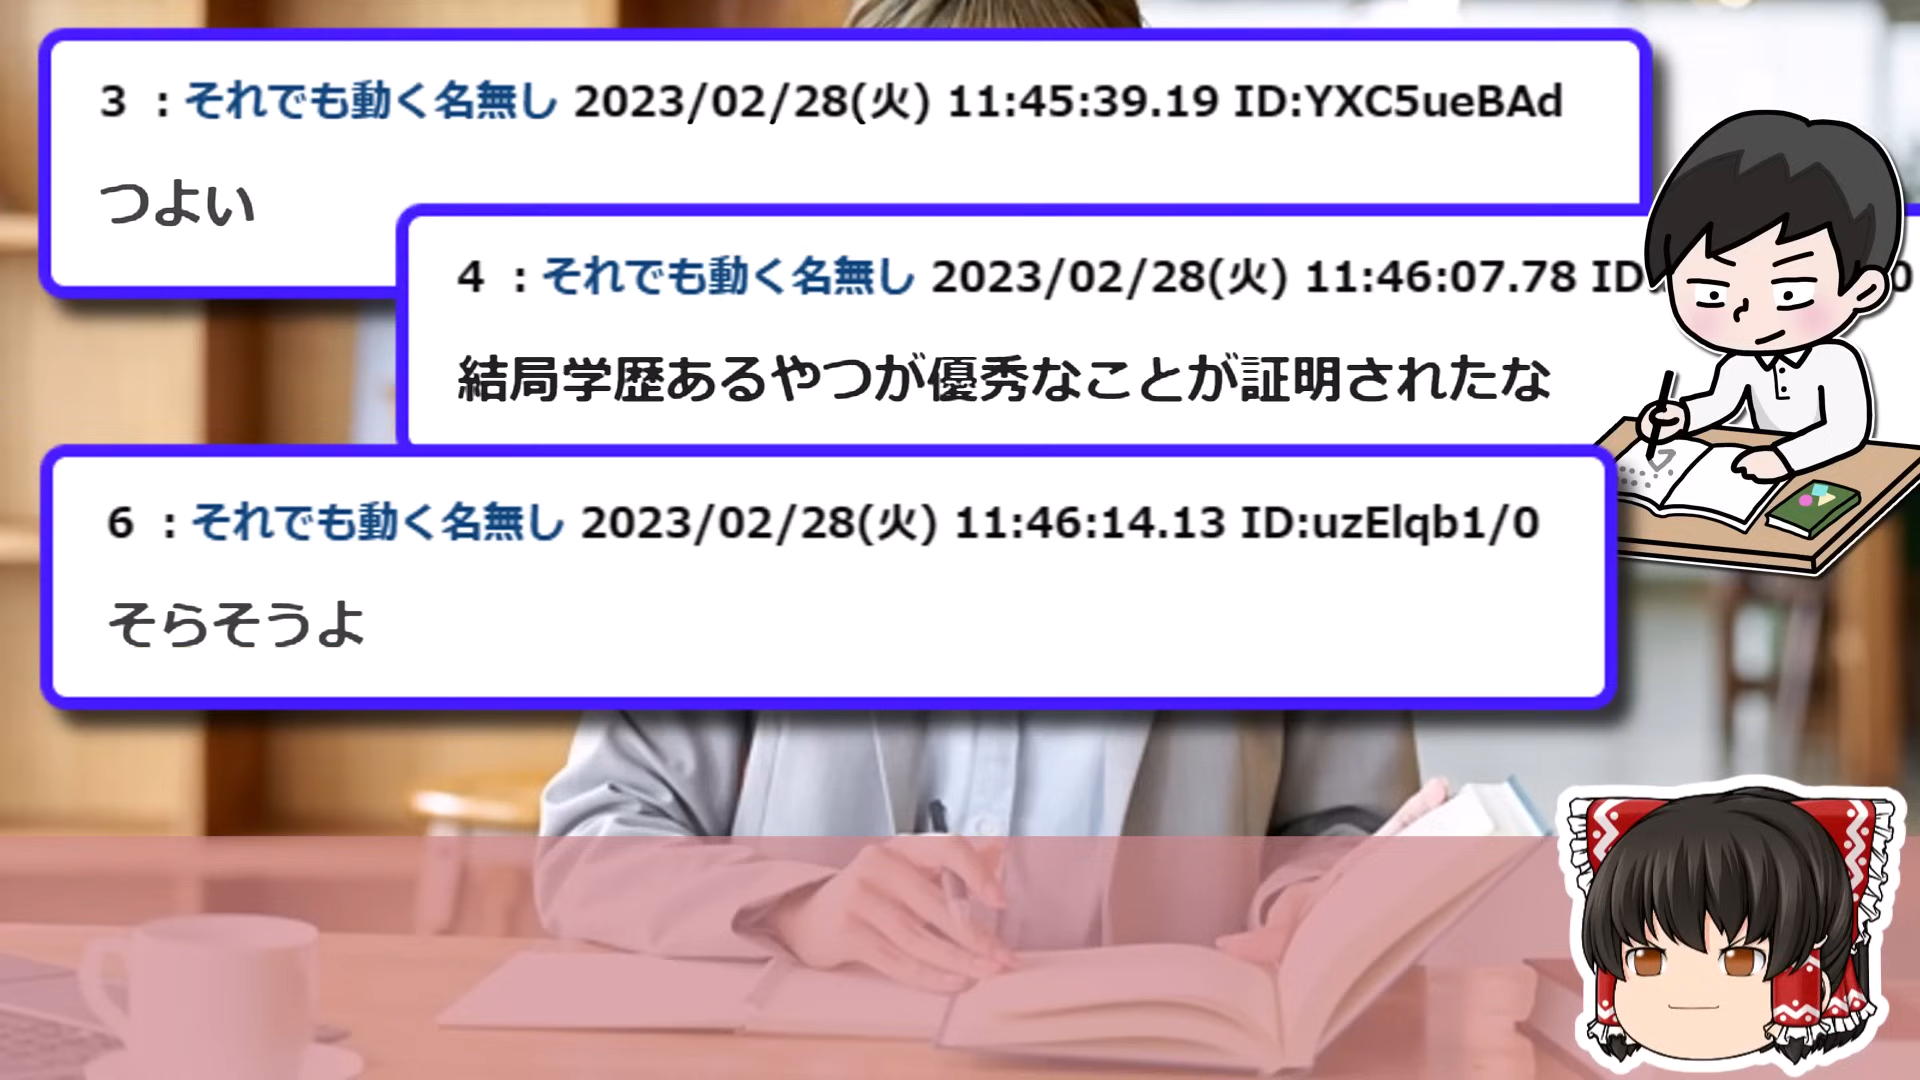 3 ：それでも動く名無し 2023/02/28(火) 11:45:39.19 ID:YXC5ueBAd
つよい
4 ：それでも動く名無し 2023/02/28(火) 11:46:07.78 ID
結局学歴あるやつが優秀なことが証明されたな
6 ：それでも動く名無し 2023/02/28(火) 11:46:14.13 ID:uzElqb1/0
そらそうよ